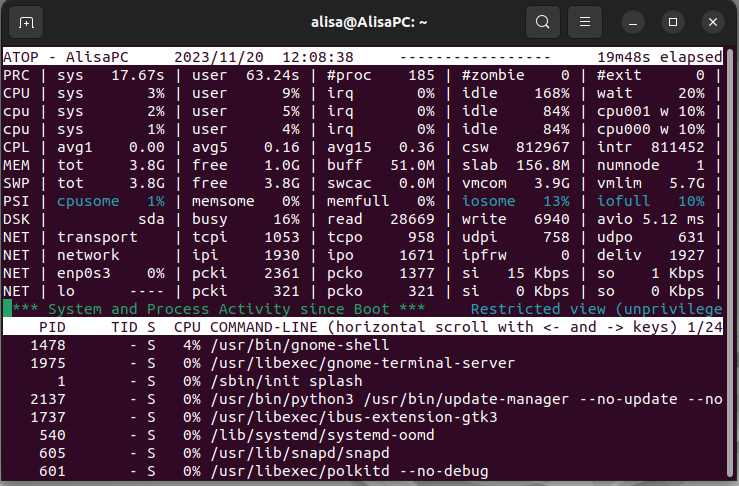 alisa@AlisaPC: ~
ATOP - AlisaPC 2023/11/20 12:08:38 ---------------- 19m48s elapsed
PRC | sys 17.67s | user 63.24s | #proc 185 | #zombie 0 | #exit 0 |
CPU | sys 3% | user 9% | irq 0% | idle 168% | wait 20% |
cpu | sys 2% | user 5% | irq 0% | idle 84% | cpu001 w 10% |
cpu | sys 1% | user 4% | irq 0% | idle 84% | cpu000 w 10% |
CPL | avg1 0.00 | avg5 0.16 | avg15 0.36 | csw 812967 | intr 811452 |
MEM | tot 3.8G | free 1.0G | buff 51.0M | slab 156.8M | numnode 1 |
SWP | tot 3.8G | free 3.8G | swcac 0.0M | vmcom 3.9G | vmlim 5.7G |
PSI | cpusome 1% | memsome 0% | memfull 0% | iosome 13% | iofull 10% |
DSK | sda | busy 16% | read 28669 | write 6940 | avio 5.12 ms |
NET | transport | tcpi 1053 | tcpo 958 | udpi 758 | udpo 631 |
NET | network | ipi 1930 | ipo 1671 | ipfrw 0 | deliv 1927 |
NET | enp0s3 0% | pcki 2361 | pcko 1377 | si 15 Kbps | so 1 Kbps |
NET | lo ---- | pcki 321 | pcko 321 | si 0 Kbps | so 0 Kbps |
*** System and Process Activity since Boot *** Restricted view (unprivilege
PID TID S CPU COMMAND-LINE (horizontal scroll with <- and -> keys) 1/24
1478 - S 4% /usr/bin/gnome-shell
1975 - S 0% /usr/libexec/gnome-terminal-server
1 - S 0% /sbin/init splash
2137 - S 0% /usr/bin/python3 /usr/bin/update-manager --no-update --no
1737 - S 0% /usr/libexec/ibus-extension-gtk3
540 - S 0% /lib/systemd/systemd-oomd
605 - S 0% /usr/lib/snapd/snapd
601 - S 0% /usr/libexec/polkitd --no-debug